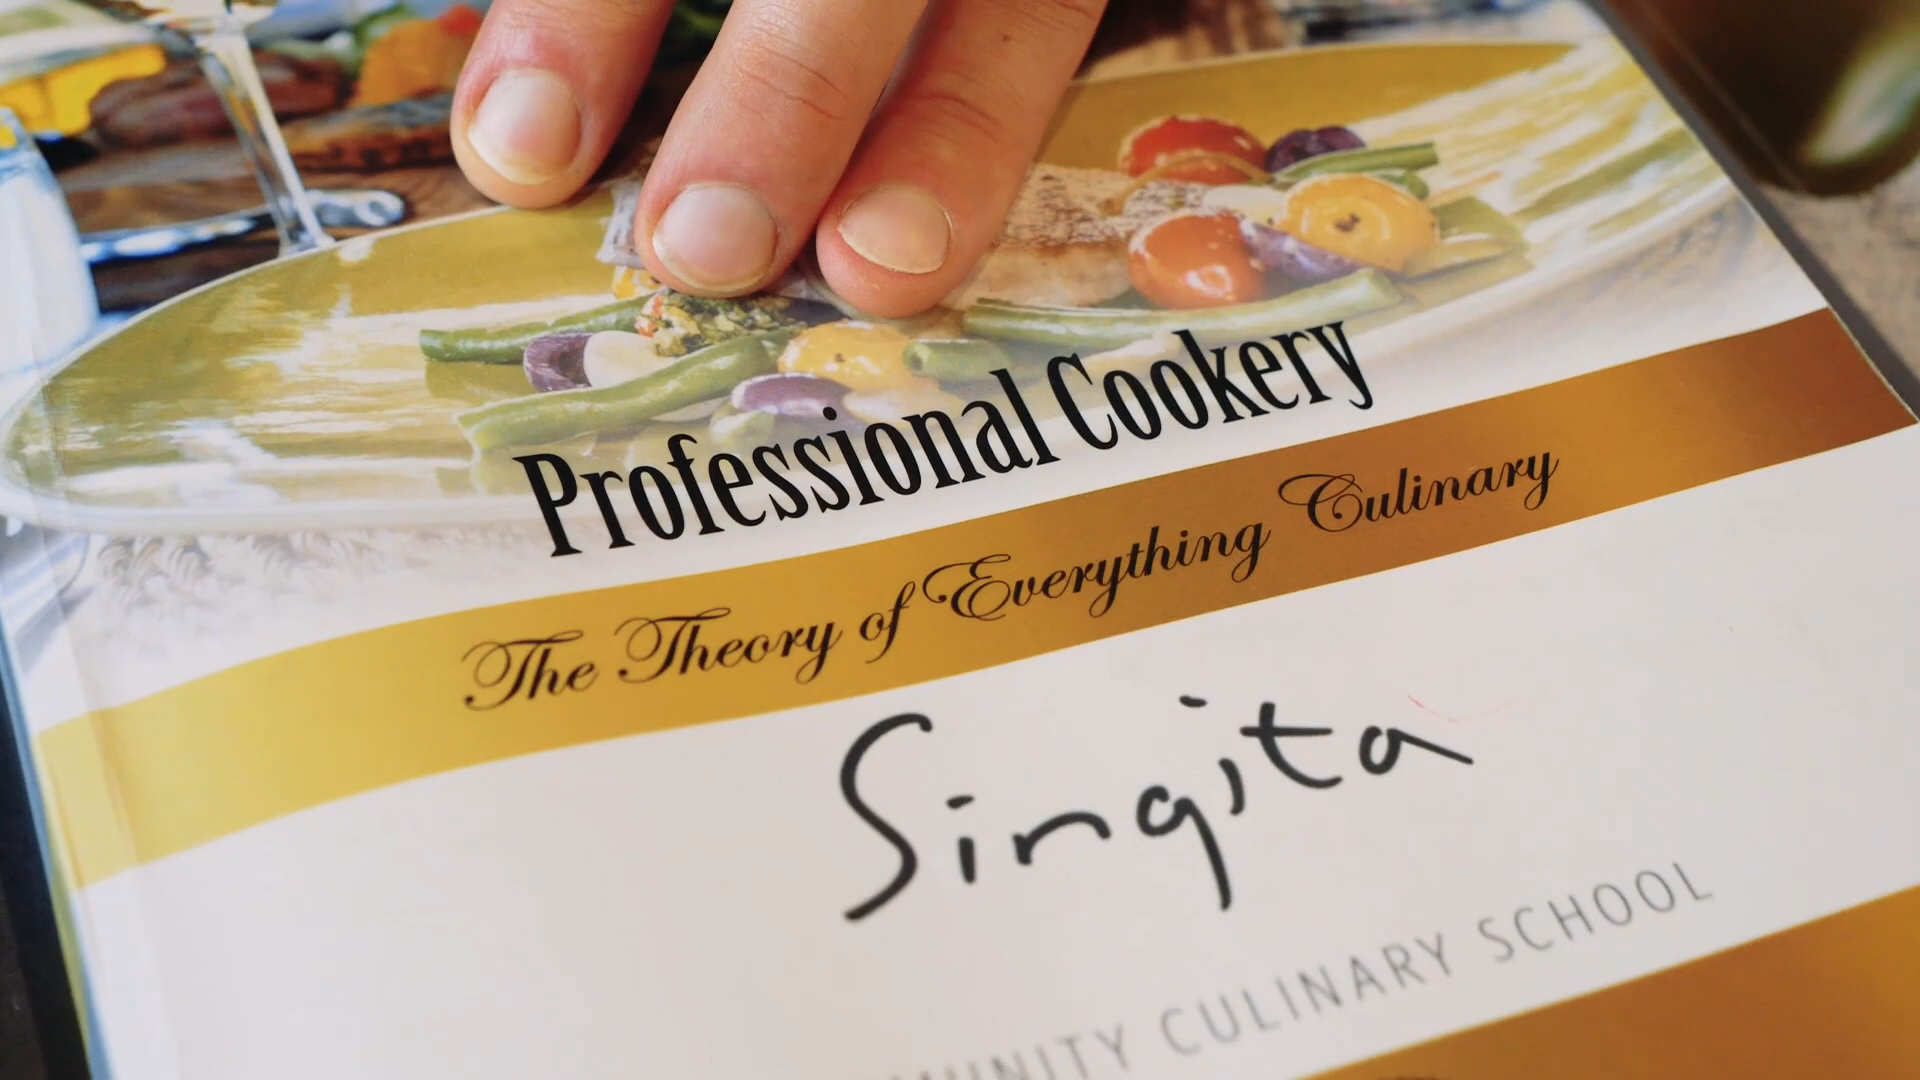 Professional Cookery
The Theory of Everything Culinary
Singita
CULINARY SCHOOL